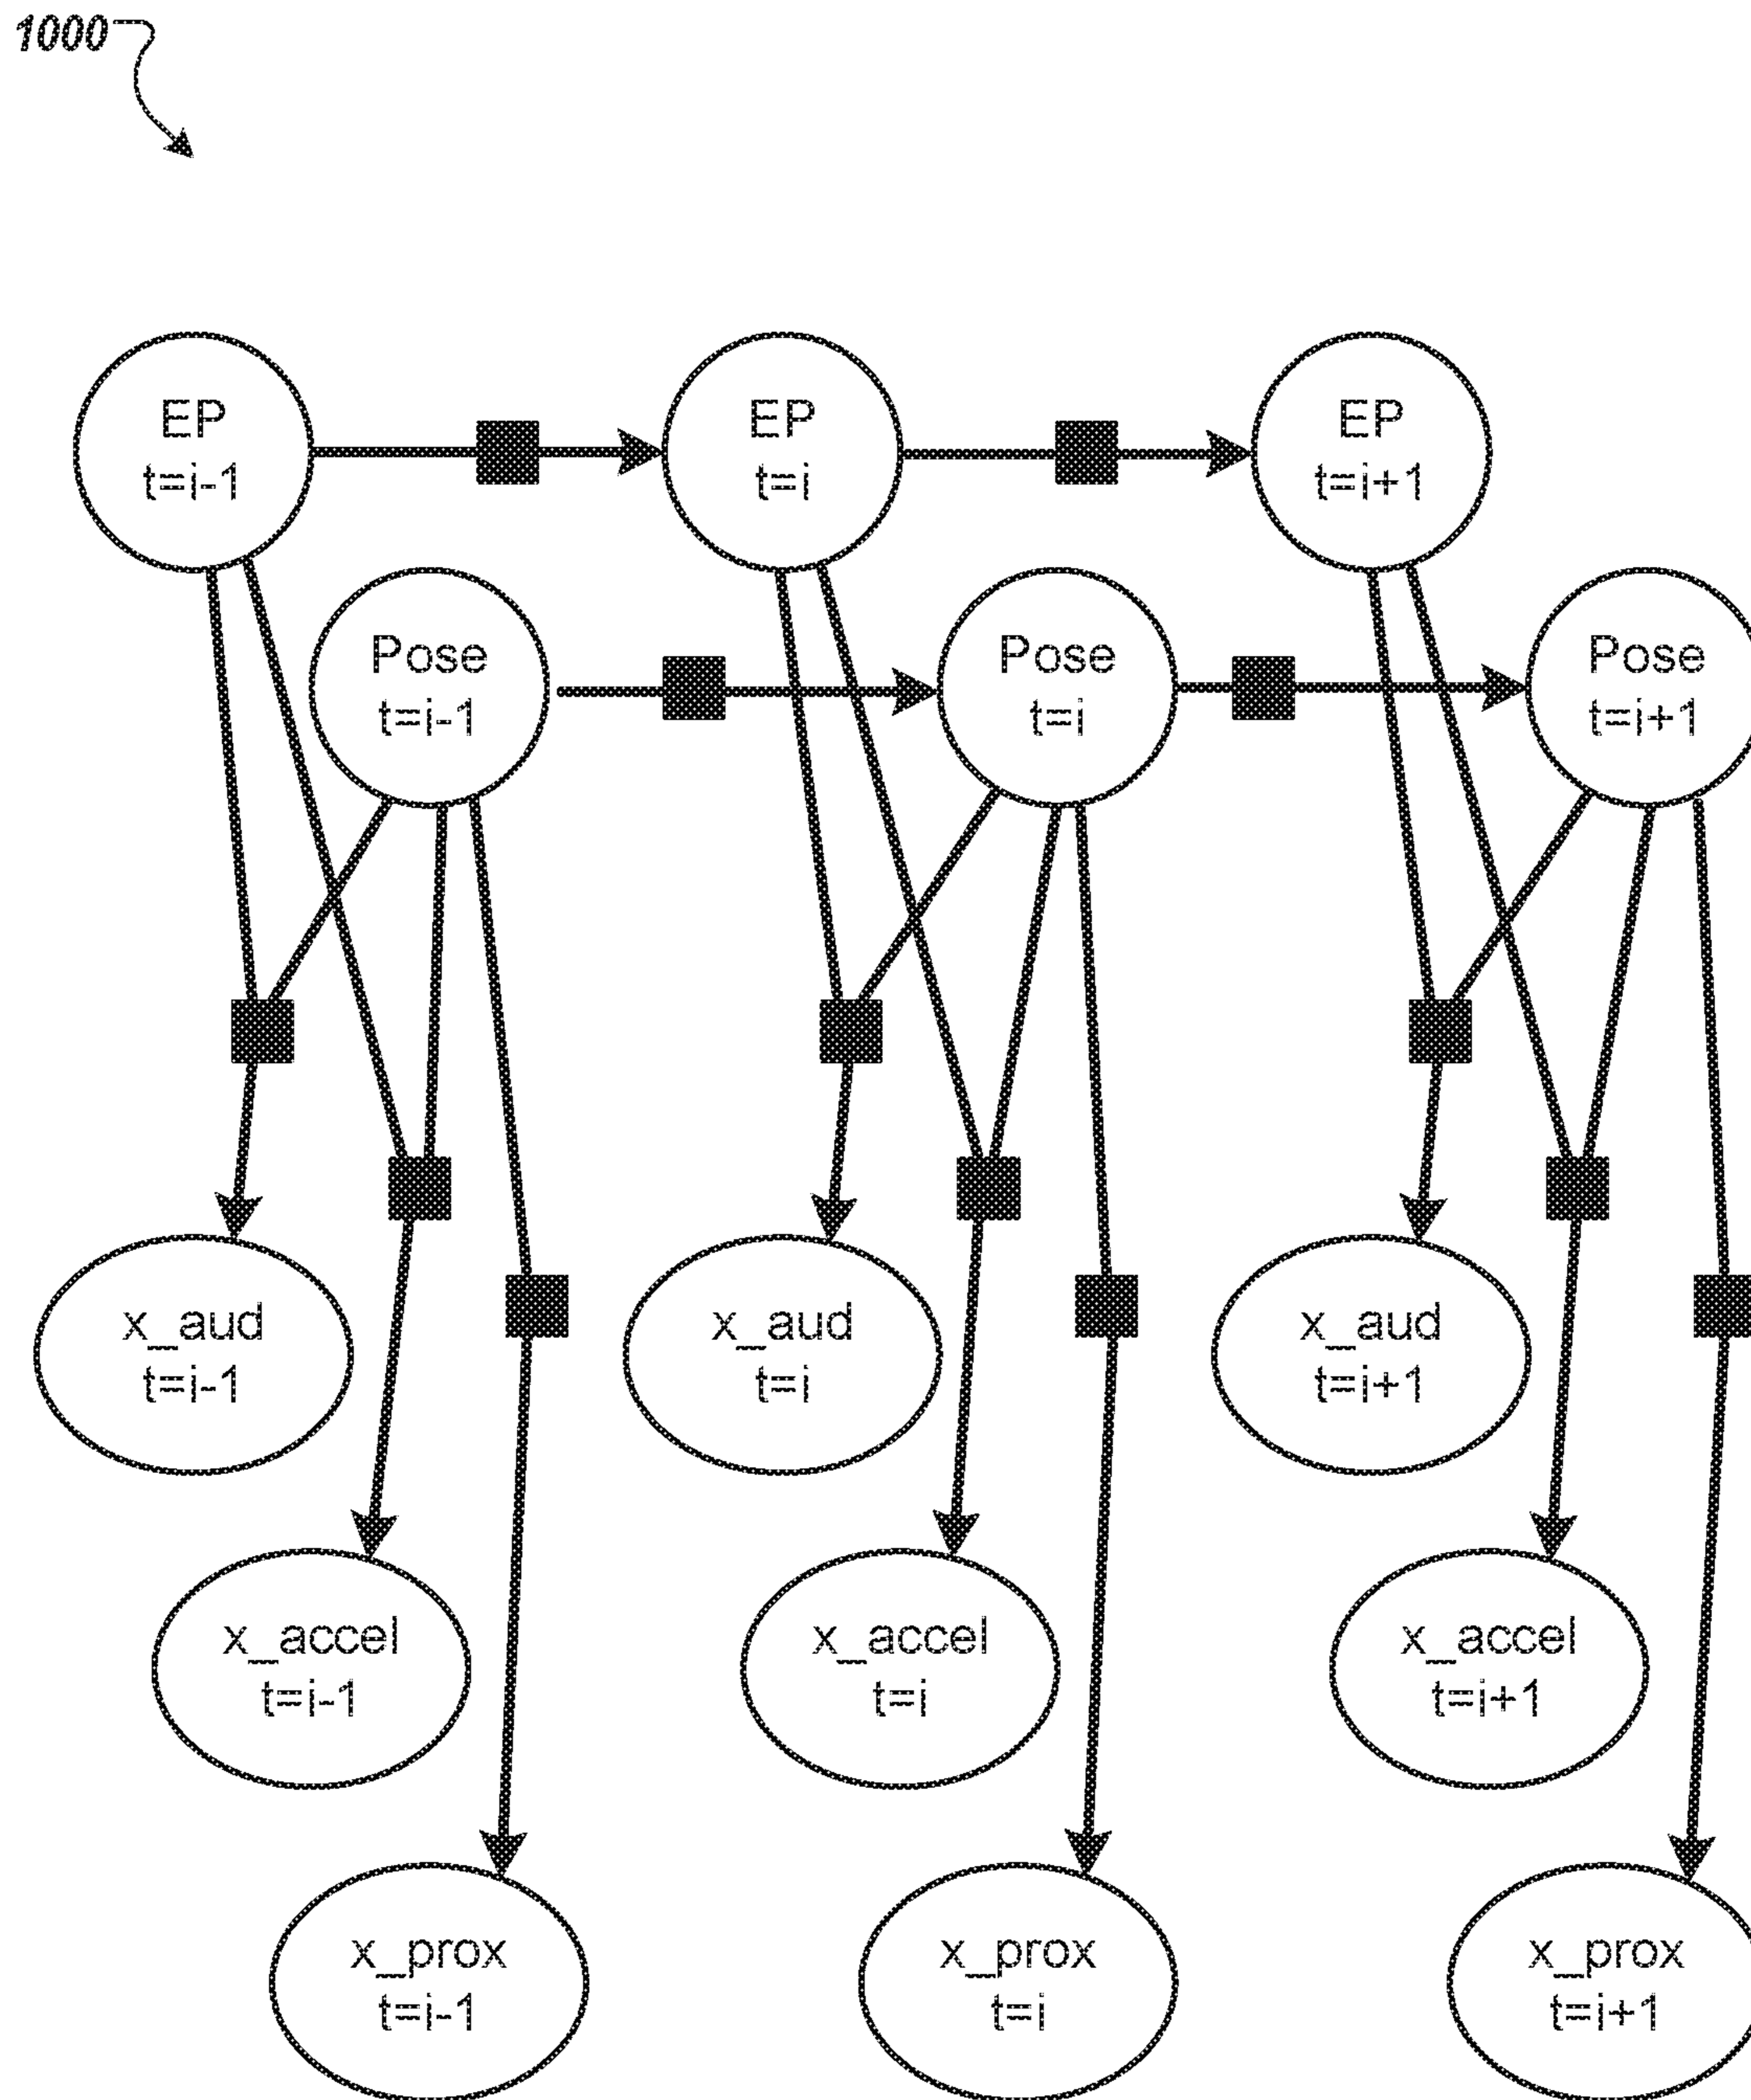 1000
EP
t=i-1
EP
t=i
EP
t=i+1
Pose
t=i-1
Pose
t=i
Pose
t=i+1
x_aud
t=i-1
x_aud
t=i
x_aud
t=i+1
x_accel
t=i-1
x_accel
t=i
x_accel
t=i+1
x_prox
t=i-1
x_prox
t=i
x_prox
t=i+1